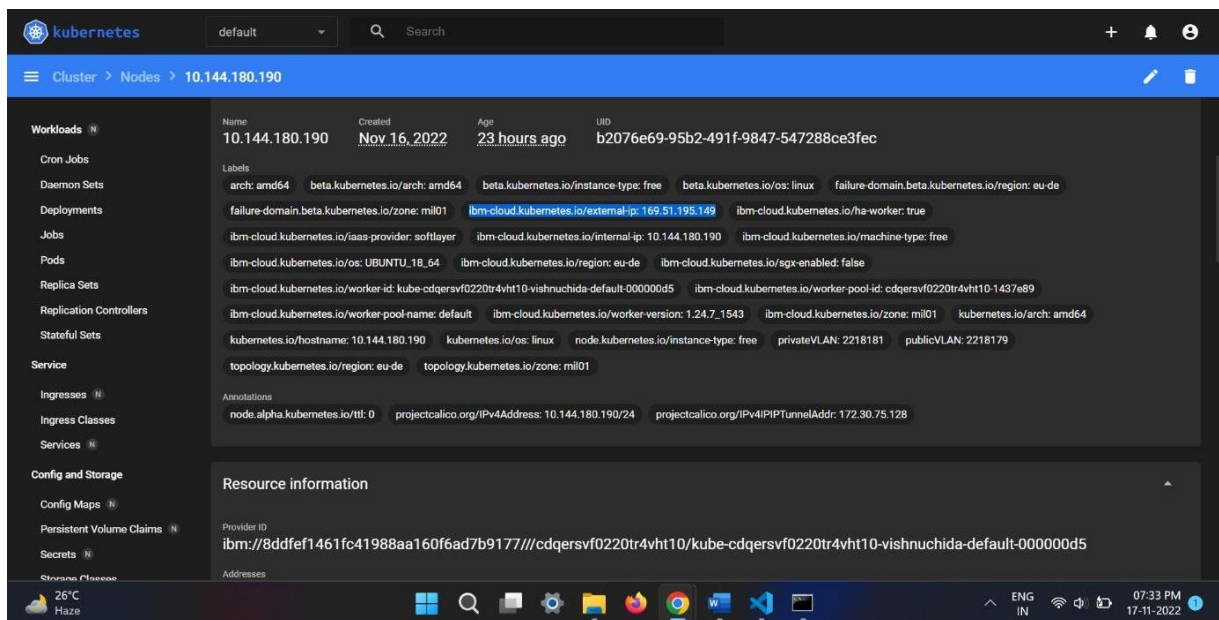 kubernetes default Search
Cluster > Nodes > 10.144.180.190
Workloads N
Cron Jobs
Daemon Sets
Deployments
Jobs
Pods
Replica Sets
Replication Controllers
Stateful Sets
Service
Ingresses N
Ingress Classes
Services N
Config and Storage
Config Maps N
Persistent Volume Claims N
Secrets N
Storage Classes
Name Created Age UID
10.144.180.190 Nov 16, 2022 23 hours ago b2076e69-95b2-491f-9847-547288ce3fec
Labels
arch: amd64 beta.kubernetes.io/arch: amd64 beta.kubernetes.io/instance-type: free beta.kubernetes.io/os: linux failure-domain.beta.kubernetes.io/region: eu-de
failure-domain.beta.kubernetes.io/zone: mil01 ibm-cloud.kubernetes.io/external-ip: 169.51.195.149 ibm-cloud.kubernetes.io/ha-worker: true
ibm-cloud.kubernetes.io/iaas-provider: softlayer ibm-cloud.kubernetes.io/internal-ip: 10.144.180.190 ibm-cloud.kubernetes.io/machine-type: free
ibm-cloud.kubernetes.io/os: UBUNTU_18_64 ibm-cloud.kubernetes.io/region: eu-de ibm-cloud.kubernetes.io/sgx-enabled: false
ibm-cloud.kubernetes.io/worker-id: kube-cdqersvf0220tr4vht10-vishnuchida-default-000000d5 ibm-cloud.kubernetes.io/worker-pool-id: cdqersvf0220tr4vht10-1437e89
ibm-cloud.kubernetes.io/worker-pool-name: default ibm-cloud.kubernetes.io/worker-version: 1.24.7_1543 ibm-cloud.kubernetes.io/zone: mil01 kubernetes.io/arch: amd64
kubernetes.io/hostname: 10.144.180.190 kubernetes.io/os: linux node.kubernetes.io/instance-type: free privateVLAN: 2218181 publicVLAN: 2218179
topology.kubernetes.io/region: eu-de topology.kubernetes.io/zone: mil01
Annotations
node.alpha.kubernetes.io/ttl: 0 projectcalico.org/IPv4Address: 10.144.180.190/24 projectcalico.org/IPv4IPIPTunnelAddr: 172.30.75.128
Resource information
Provider ID
ibm://8ddfef1461fc41988aa160f6ad7b9177///cdqersvf0220tr4vht10/kube-cdqersvf0220tr4vht10-vishnuchida-default-000000d5
Addresses
26°C
Haze
ENG
IN
07:33 PM
17-11-2022
1